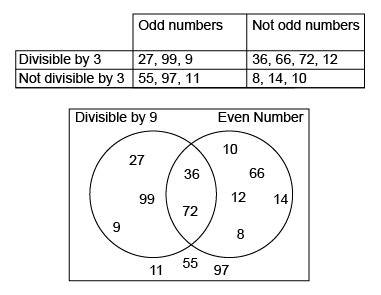 Odd numbers Not odd numbers
Divisible by 3 27, 99, 9 36, 66, 72, 12
Not divisible by 3 55, 97, 11 8, 14, 10
Divisible by 9 Even Number
10
27
36 66
99 12 14
72
9
8
55
11 97